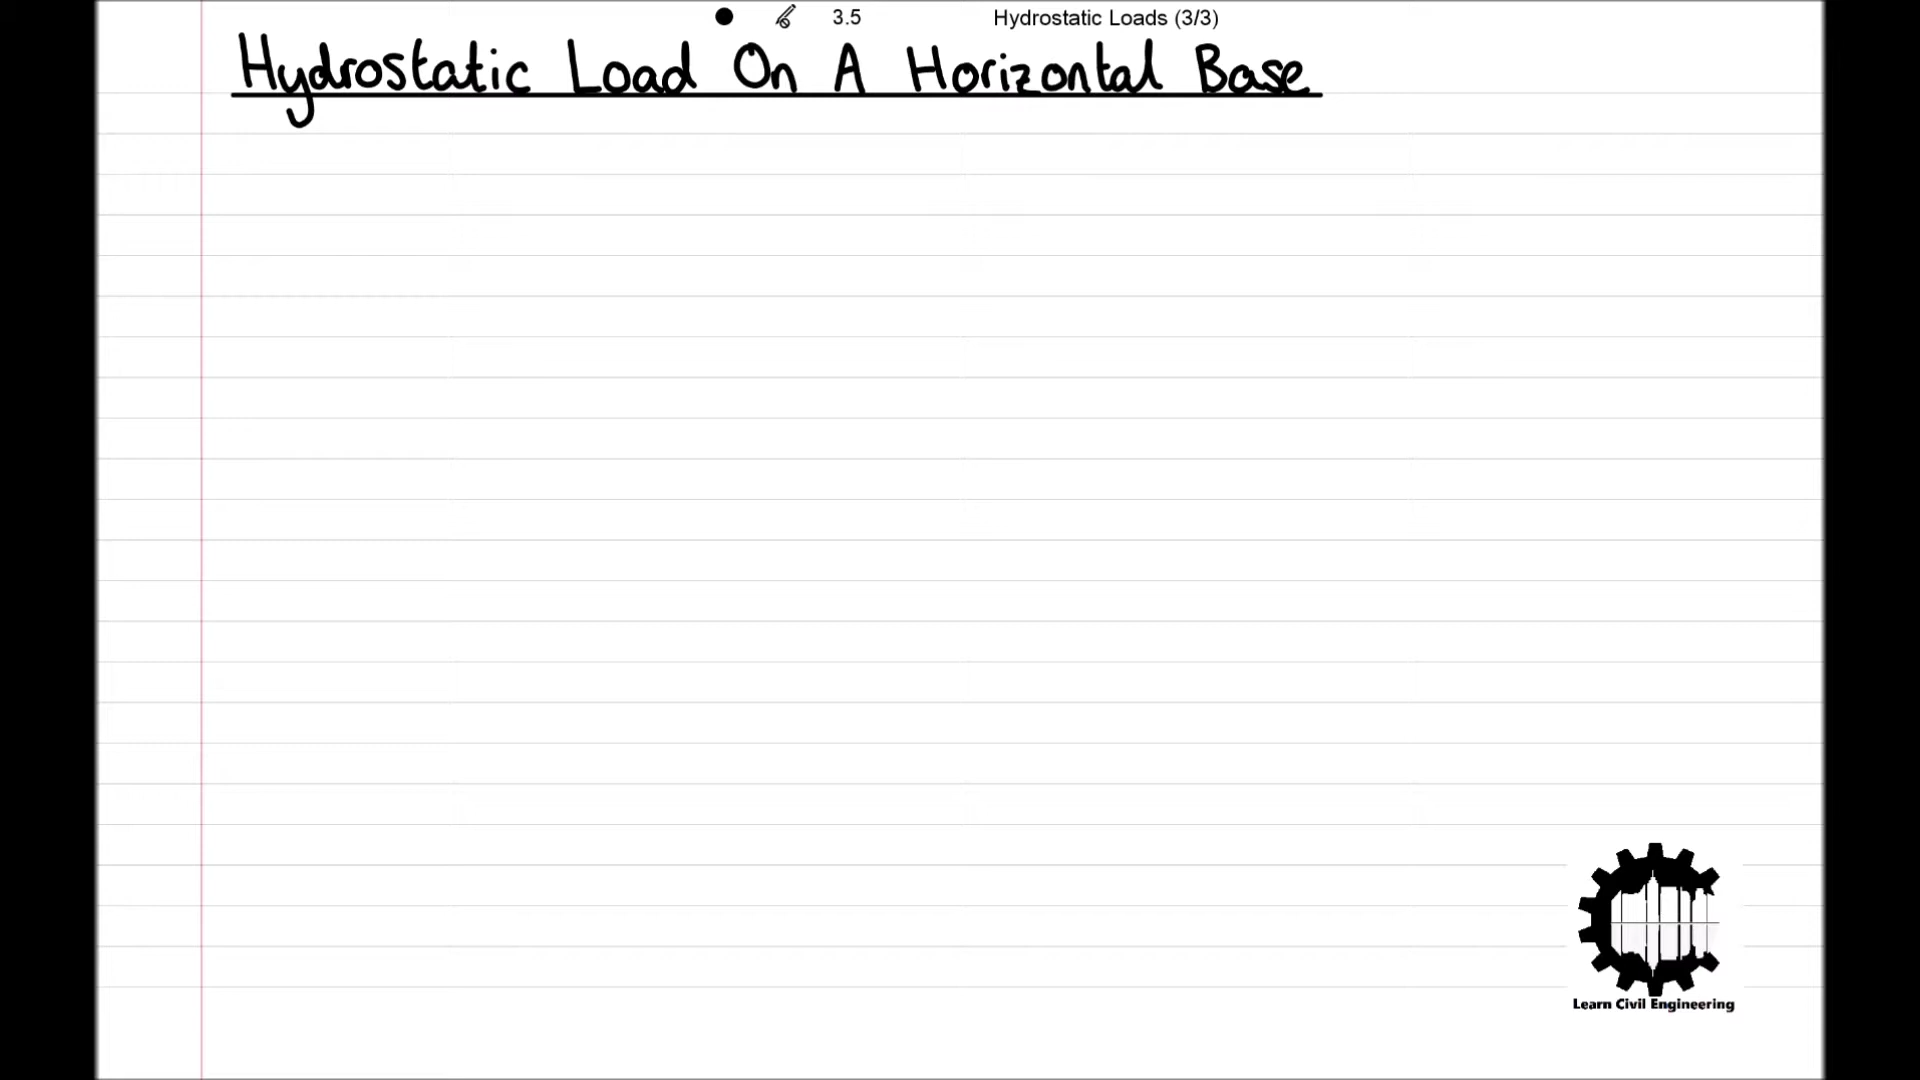 3.5 Hydrostatic Loads (3/3)
Hydrostatic Load On A Horizontal Base
Learn Civil Engineering